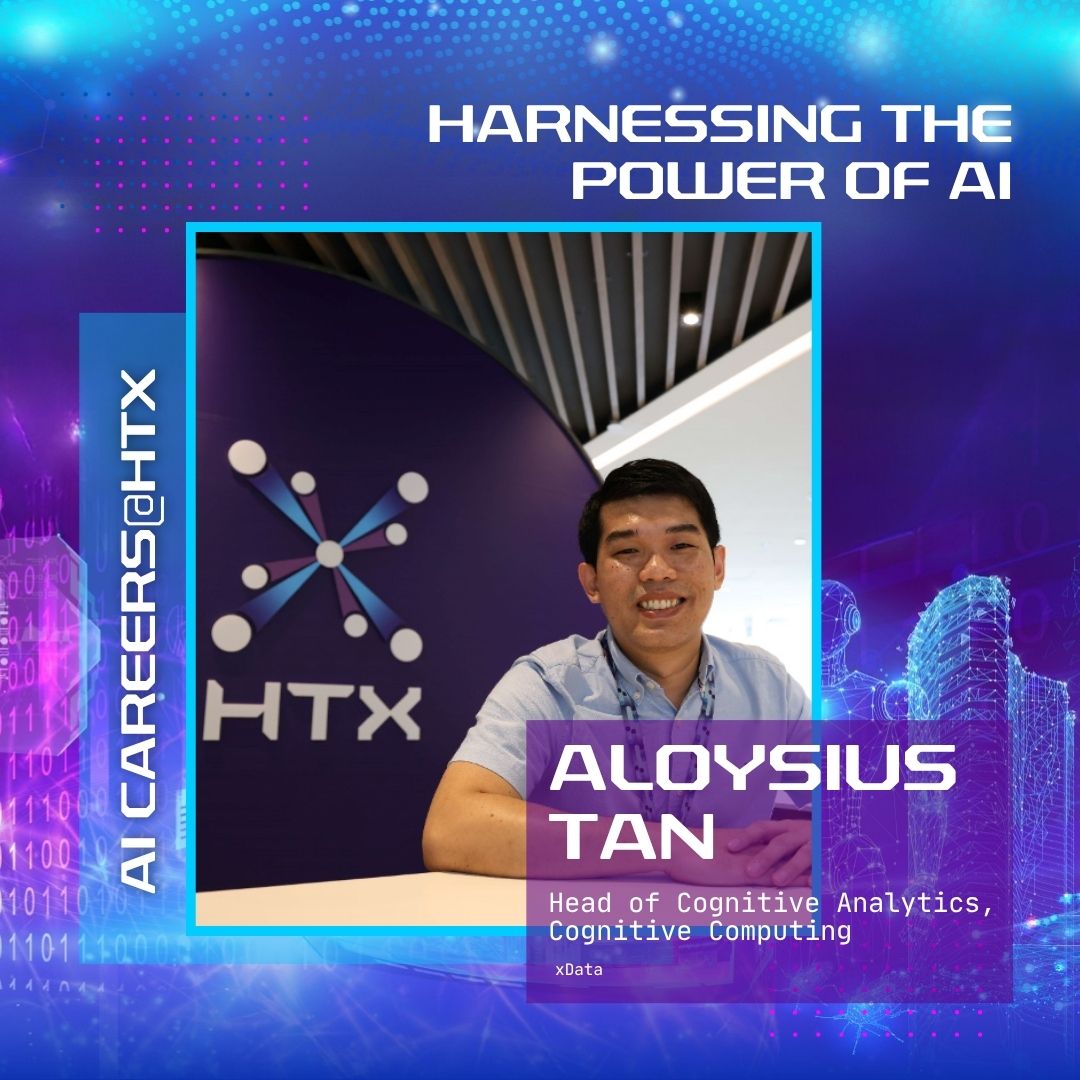 HARNESSING THE
POWER OF AI
AI CAREERS@HTX
HTX
ALOYSIUS
TAN
Head of Cognitive Analytics,
Cognitive Computing
xData